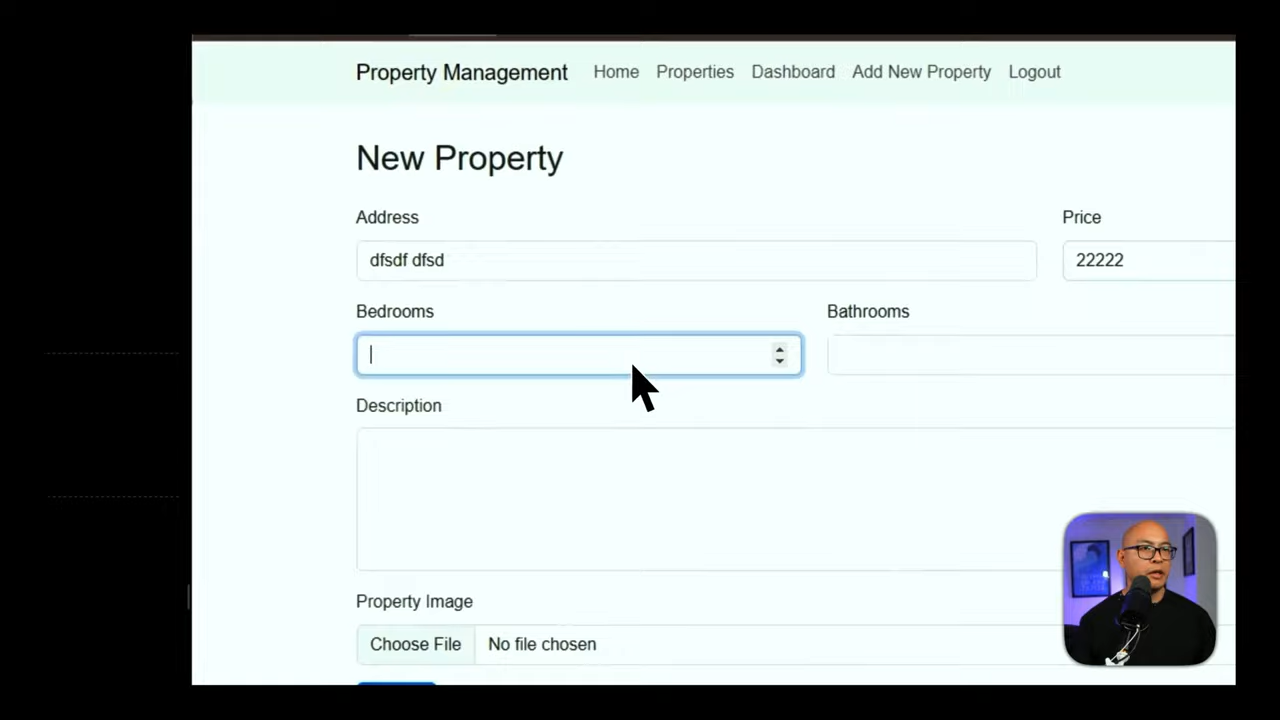 Property Management Home Properties Dashboard Add New Property Logout
New Property
Address Price
dfsdf dfsd 22222
Bedrooms Bathrooms
Description
Property Image
Choose File No file chosen